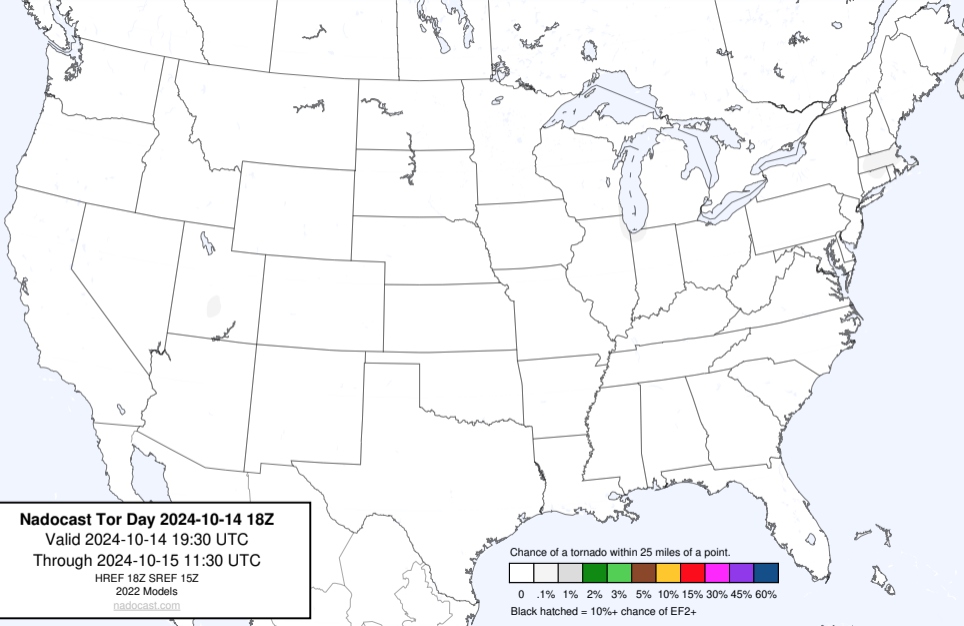 Nadocast Tor Day 2024-10-14 18Z
Valid 2024-10-14 19:30 UTC
Through 2024-10-15 11:30 UTC
HREF 18Z SREF 15Z
2022 Models
nadocast.com
Chance of a tornado within 25 miles of a point.
0 .1% 1% 2% 3% 5% 10% 15% 30% 45% 60%
Black hatched = 10%+ chance of EF2+